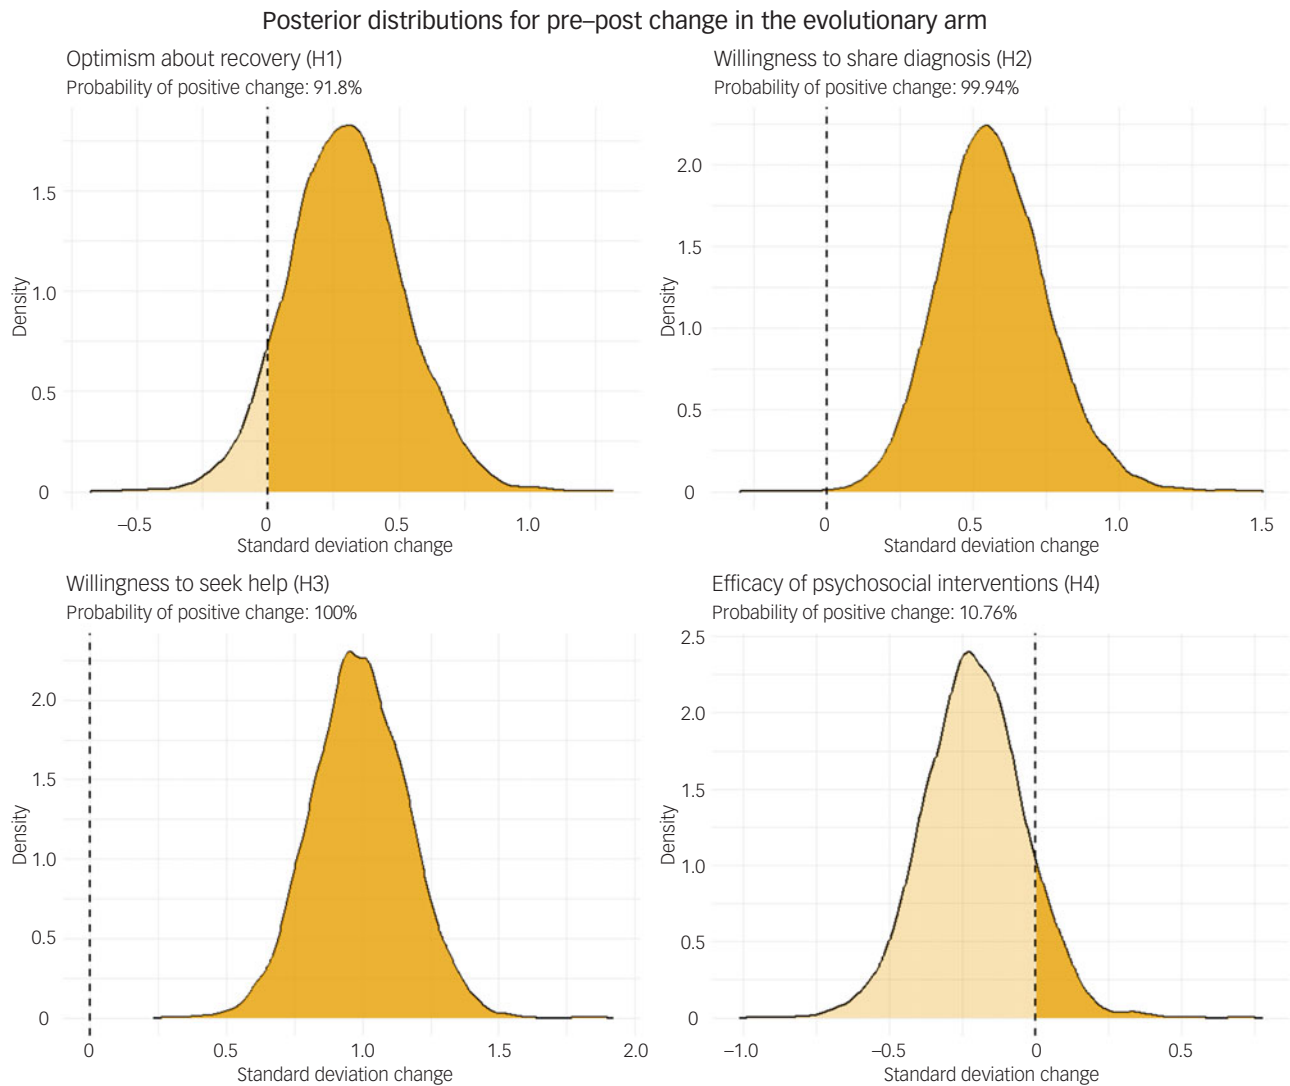 Posterior distributions for pre–post change in the evolutionary arm
Optimism about recovery (H1)
Probability of positive change: 91.8%
Density
1.5
1.0
0.5
0
–0.5
0
0.5
1.0
Standard deviation change
Willingness to share diagnosis (H2)
Probability of positive change: 99.94%
Density
2.0
1.5
1.0
0.5
0
0
0.5
1.0
1.5
Standard deviation change
Willingness to seek help (H3)
Probability of positive change: 100%
Density
2.0
1.5
1.0
0.5
0
0
0.5
1.0
1.5
2.0
Standard deviation change
Efficacy of psychosocial interventions (H4)
Probability of positive change: 10.76%
Density
2.5
2.0
1.5
1.0
0.5
0
–1.0
–0.5
0
0.5
Standard deviation change